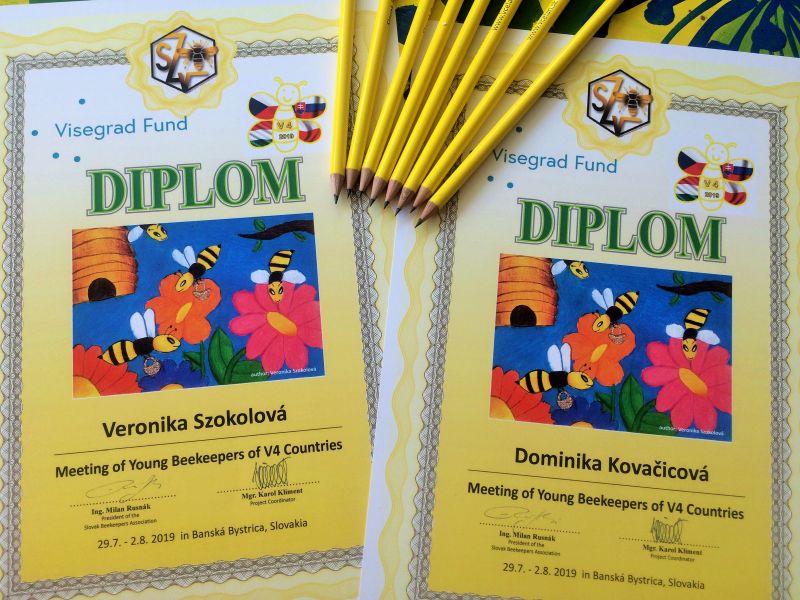 SZV
Visegrad Fund
V4
2019
DIPLOM
author: Veronika Szokolová
Veronika Szokolová
Meeting of Young Beekeepers of V4 Countries
Ing. Milan Rusnák
President of the
Slovak Beekeepers Association
Mgr. Karol Kliment
Project Coordinator
29.7. - 2.8. 2019 in Banská Bystrica, Slovakia
SZV
Visegrad Fund
V4
2019
DIPLOM
author: Veronika Szokolová
Dominika Kovačicová
Meeting of Young Beekeepers of V4 Countries
Ing. Milan Rusnák
President of the
Slovak Beekeepers Association
Mgr. Karol Kliment
Project Coordinator
29.7. - 2.8. 2019 in Banská Bystrica, Slovakia